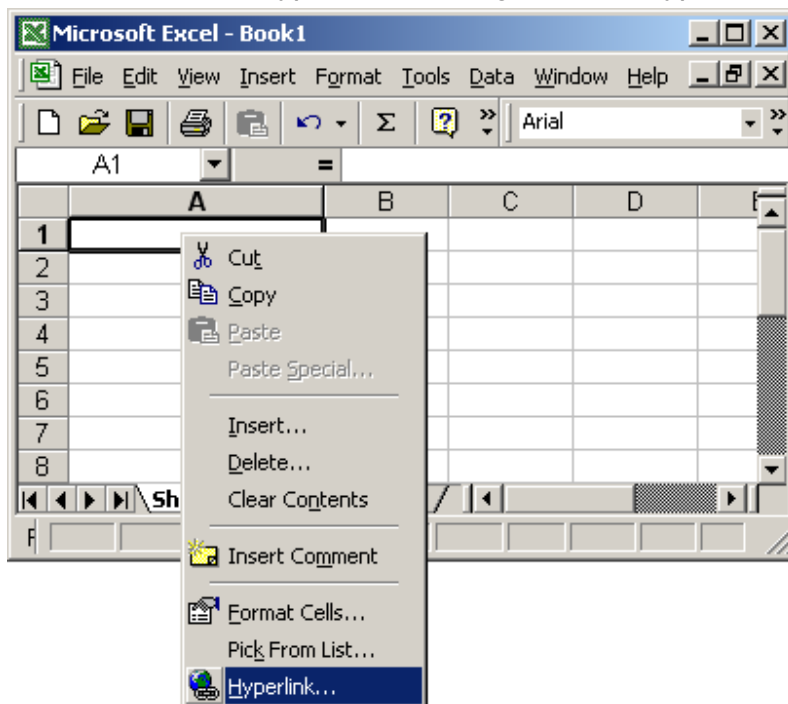 Microsoft Excel - Book1
File Edit View Insert Format Tools Data Window Help
Σ ? » Arial »
A1 =
A B C D
1
2
3
4
5
6
7
8
Cut
Copy
Paste
Paste Special...
Insert...
Delete...
Clear Contents
Insert Comment
Format Cells...
Pick From List...
Hyperlink...
Sh